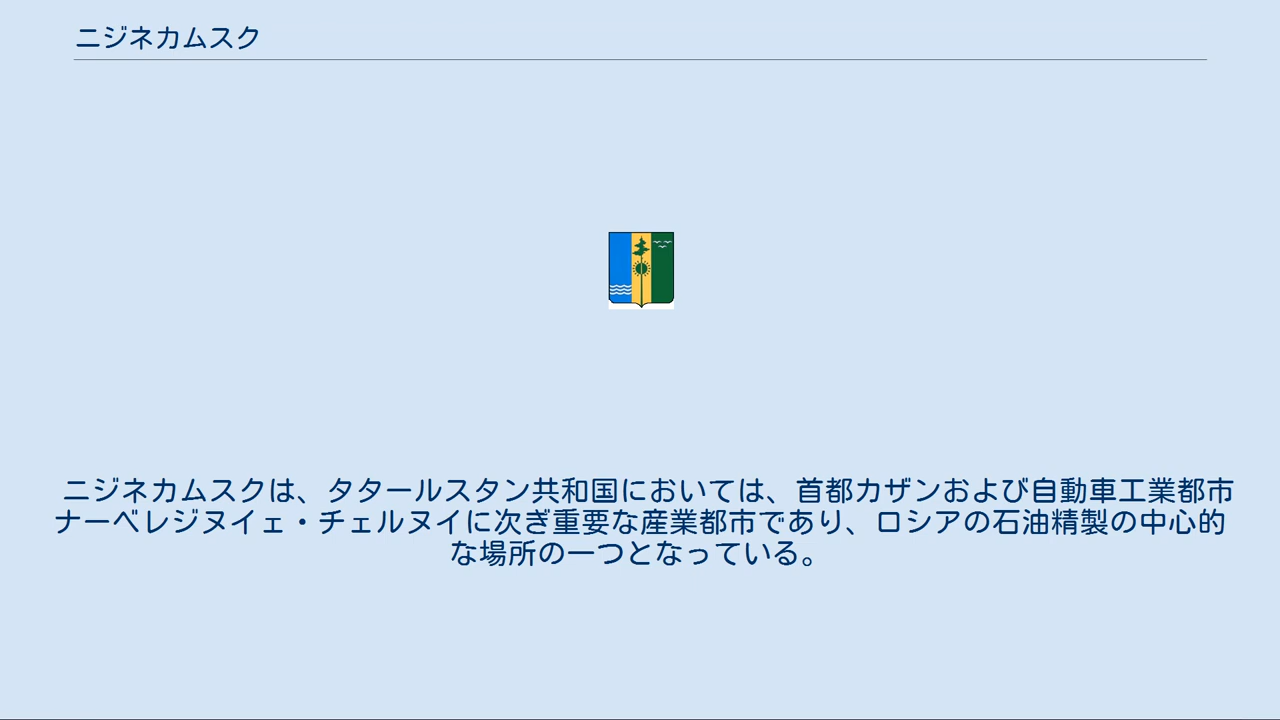 ニジネカムスク
ニジネカムスクは、タタールスタン共和国においては、首都カザンおよび自動車工業都市
ナーベレジヌイェ・チェルヌイに次ぎ重要な産業都市であり、ロシアの石油精製の中心的
な場所の一つとなっている。